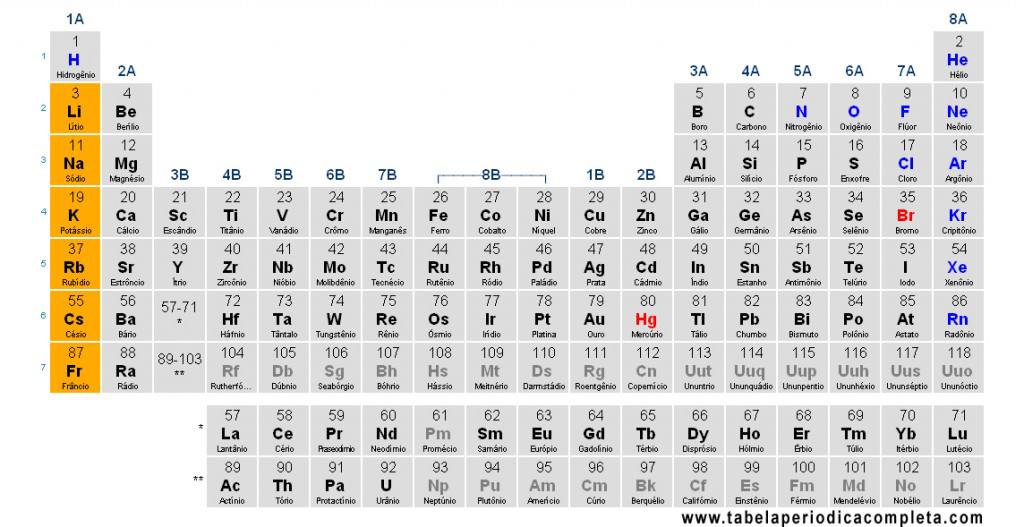 1A 8A
1 2
1 H He
Hidrogênio 2A 3A 4A 5A 6A 7A Hélio
3 4 5 6 7 8 9 10
2 Li Be B C N O F Ne
Lítio Berílio Boro Carbono Nitrogênio Oxigênio Flúor Neônio
11 12 13 14 15 16 17 18
3 Na Mg Al Si P S Cl Ar
Sódio Magnésio 3B 4B 5B 6B 7B 8B 1B 2B Alumínio Silício Fósforo Enxofre Cloro Argônio
19 20 21 22 23 24 25 26 27 28 29 30 31 32 33 34 35 36
4 K Ca Sc Ti V Cr Mn Fe Co Ni Cu Zn Ga Ge As Se Br Kr
Potássio Cálcio Escândio Titânio Vanádio Crômo Manganês Ferro Cobalto Níquel Cobre Zinco Gálio Germânio Arsênio Selênio Bromo Criptônio
37 38 39 40 41 42 43 44 45 46 47 48 49 50 51 52 53 54
5 Rb Sr Y Zr Nb Mo Tc Ru Rh Pd Ag Cd In Sn Sb Te I Xe
Rubídio Estrôncio Ítrio Zircônio Nióbio Molibdênio Tecnécio Rutênio Ródio Paládio Prata Cádmio Índio Estanho Antimônio Telúrio Iodo Xenônio
55 56 57-71 72 73 74 75 76 77 78 79 80 81 82 83 84 85 86
6 Cs Ba * Hf Ta W Re Os Ir Pt Au Hg Tl Pb Bi Po At Rn
Césio Bário Háfnio Tântalo Tungstênio Rênio Ósmio Irídio Platina Ouro Mercúrio Tálio Chumbo Bismuto Polônio Astato Radônio
87 88 89-103 104 105 106 107 108 109 110 111 112 113 114 115 116 117 118
7 Fr Ra ** Rf Db Sg Bh Hs Mt Ds Rg Cn Uut Uuq Uup Uuh Uus Uuo
Frâncio Rádio Rutherfó... Dúbnio Seabórgio Bóhrio Hássio Meitnério Darmstádio Roentgênio Copernício Ununtrio Ununquádio Ununpentio Ununhéxio Ununséptio Ununóctio
57 58 59 60 61 62 63 64 65 66 67 68 69 70 71
* La Ce Pr Nd Pm Sm Eu Gd Tb Dy Ho Er Tm Yb Lu
Lantânio Cério Praseodímio Neodímio Promécio Samário Európio Gadolínio Térbio Disprósio Hólmio Érbio Túlio Itérbio Lutécio
89 90 91 92 93 94 95 96 97 98 99 100 101 102 103
** Ac Th Pa U Np Pu Am Cm Bk Cf Es Fm Md No Lr
Actínio Tório Protactínio Urânio Neptúnio Plutônio Amerício Cúrio Berquélio Califórnio Einstênio Férmio Mendelévio Nobélio Laurêncio
www.tabelaperiodicacompleta.com